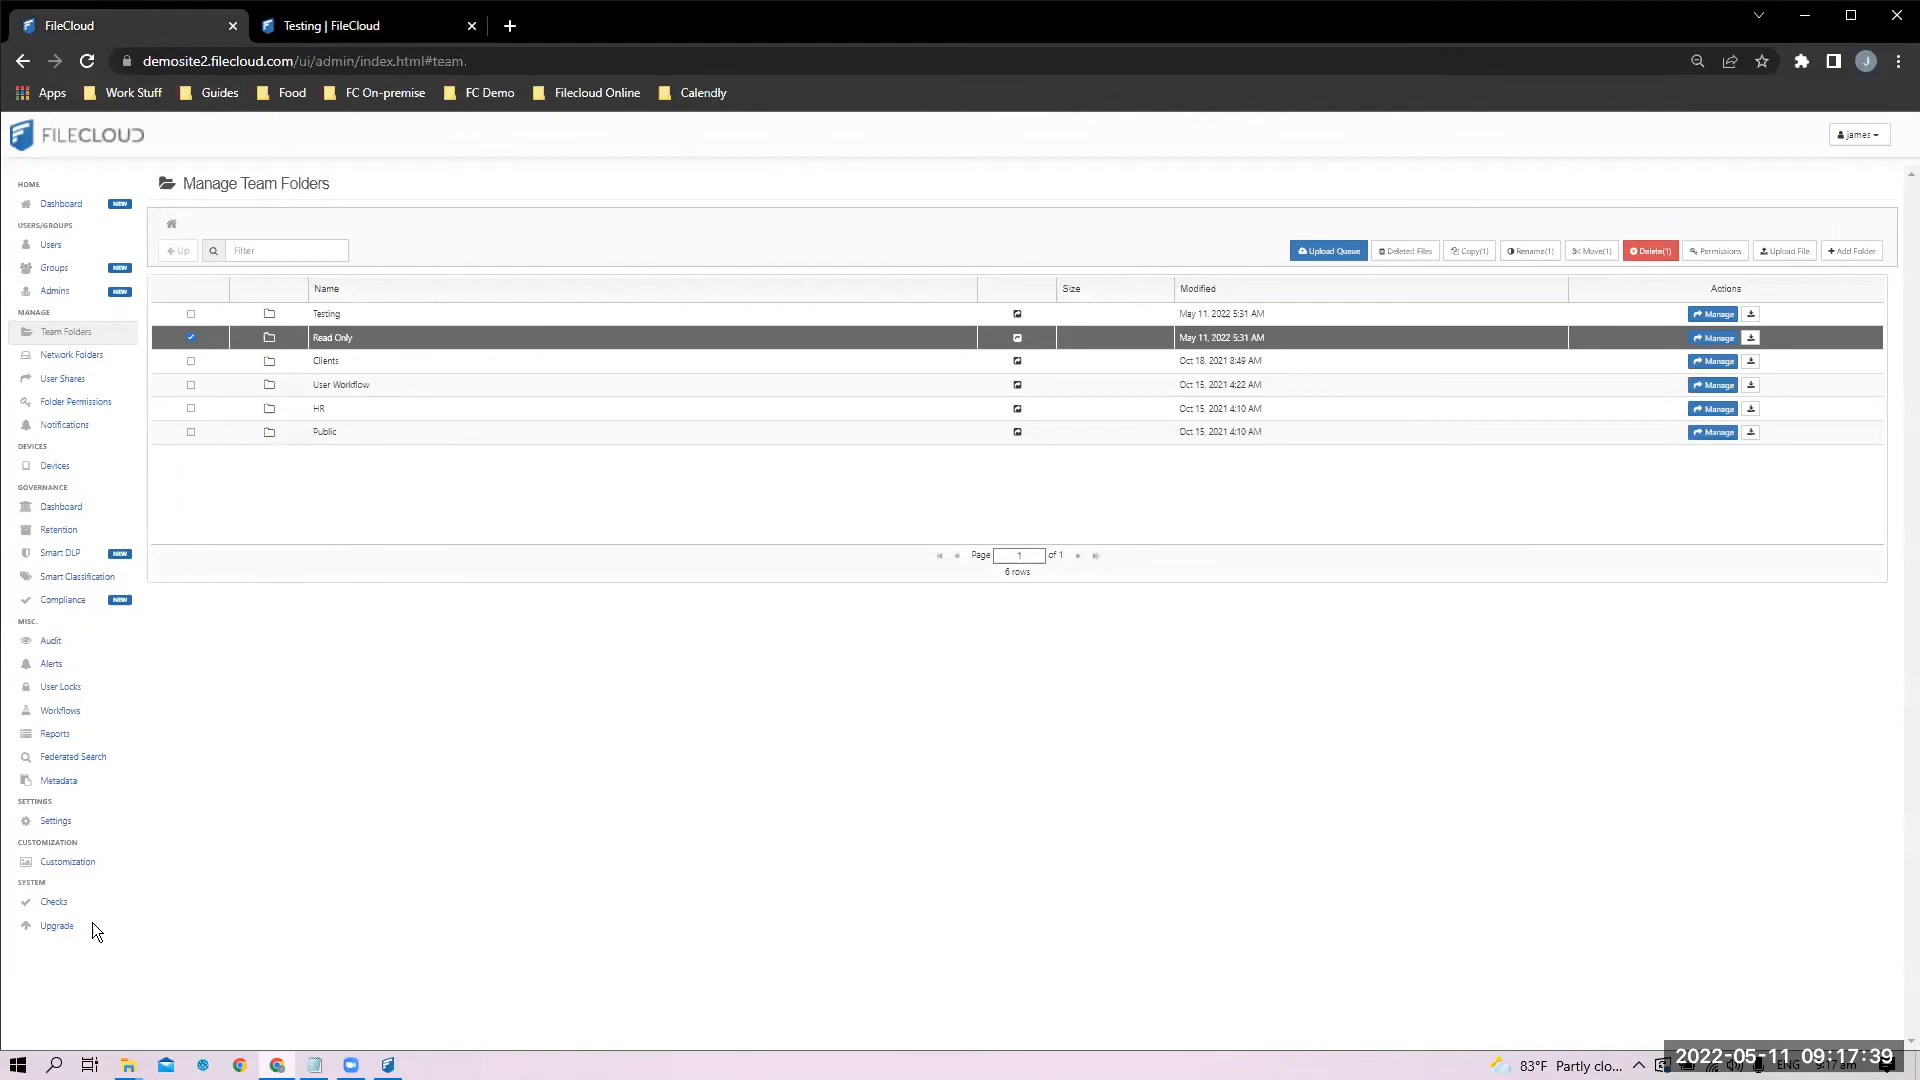 FileCloud
Testing | FileCloud
demosite2.filecloud.com/ui/admin/index.html#team.
J
Apps Work Stuff Guides Food FC On-premise FC Demo Filecloud Online Calendly
FILECLOUD
james
HOME
Dashboard NEW
USERS/GROUPS
Users
Groups NEW
Admins NEW
MANAGE
Team Folders
Network Folders
User Shares
Folder Permissions
Notifications
DEVICES
Devices
GOVERNANCE
Dashboard
Retention
Smart DLP NEW
Smart Classification
Compliance NEW
MISC.
Audit
Alerts
User Locks
Workflows
Reports
Federated Search
Metadata
SETTINGS
Settings
CUSTOMIZATION
Customization
SYSTEM
Checks
Upgrade
Manage Team Folders
Up Filter Upload Queue Deleted Files Copy(1) Rename(1) Move(1) Delete(1) Permissions Upload File Add Folder
Name Size Modified Actions
Testing May 11, 2022 5:31 AM Manage
Read Only May 11, 2022 5:31 AM Manage
Clients Oct 18, 2021 8:49 AM Manage
User Workflow Oct 15, 2021 4:22 AM Manage
HR Oct 15, 2021 4:10 AM Manage
Public Oct 15, 2021 4:10 AM Manage
Page 1 of 1
6 rows
83°F Partly clo... ENG 9:17 am
2022-05-11 09:17:39